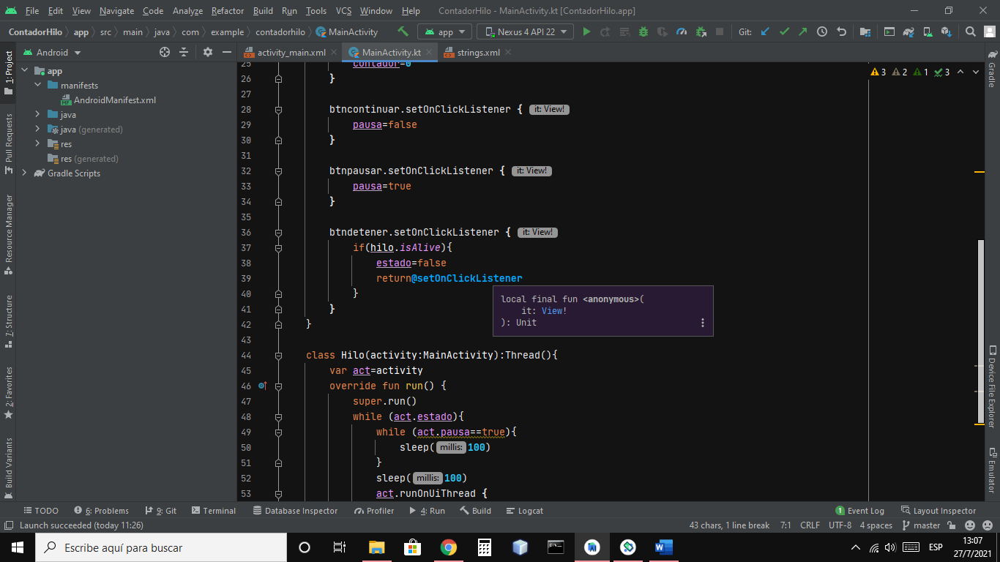 File Edit View Navigate Code Analyze Refactor Build Run Tools VCS Window Help ContadorHilo - MainActivity.kt [ContadorHilo.app]
ContadorHilo app src main java com example contadorhilo MainActivity app Nexus 4 API 22 Git:
Android activity_main.xml MainActivity.kt strings.xml
1: Project
Pull Requests
Resource Manager
7: Structure
2: Favorites
Build Variants
app
manifests
AndroidManifest.xml
java
java (generated)
res
res (generated)
Gradle Scripts
3 2 1 3
25 contador=0
26 }
27
28 btncontinuar.setOnClickListener { it: View!
29 pausa=false
30 }
31
32 btnpausar.setOnClickListener { it: View!
33 pausa=true
34 }
35
36 btndetener.setOnClickListener { it: View!
37 if(hilo.isAlive){
38 estado=false
39 return@setOnClickListener
40 }
41 }
42 }
43
44 class Hilo(activity:MainActivity):Thread(){
45 var act=activity
46 override fun run() {
47 super.run()
48 while (act.estado){
49 while (act.pausa==true){
50 sleep( millis: 100)
51 }
52 sleep( millis: 100)
53 act.runOnUiThread {
local final fun <anonymous>(
it: View!
): Unit
Gradle
Device File Explorer
Emulator
TODO 6: Problems 9: Git Terminal Database Inspector Profiler 4: Run Build Logcat 1 Event Log Layout Inspector
Launch succeeded (today 11:26) 43 chars, 1 line break 7:1 CRLF UTF-8 4 spaces master
Escribe aquí para buscar
W
ESP
13:07
27/7/2021